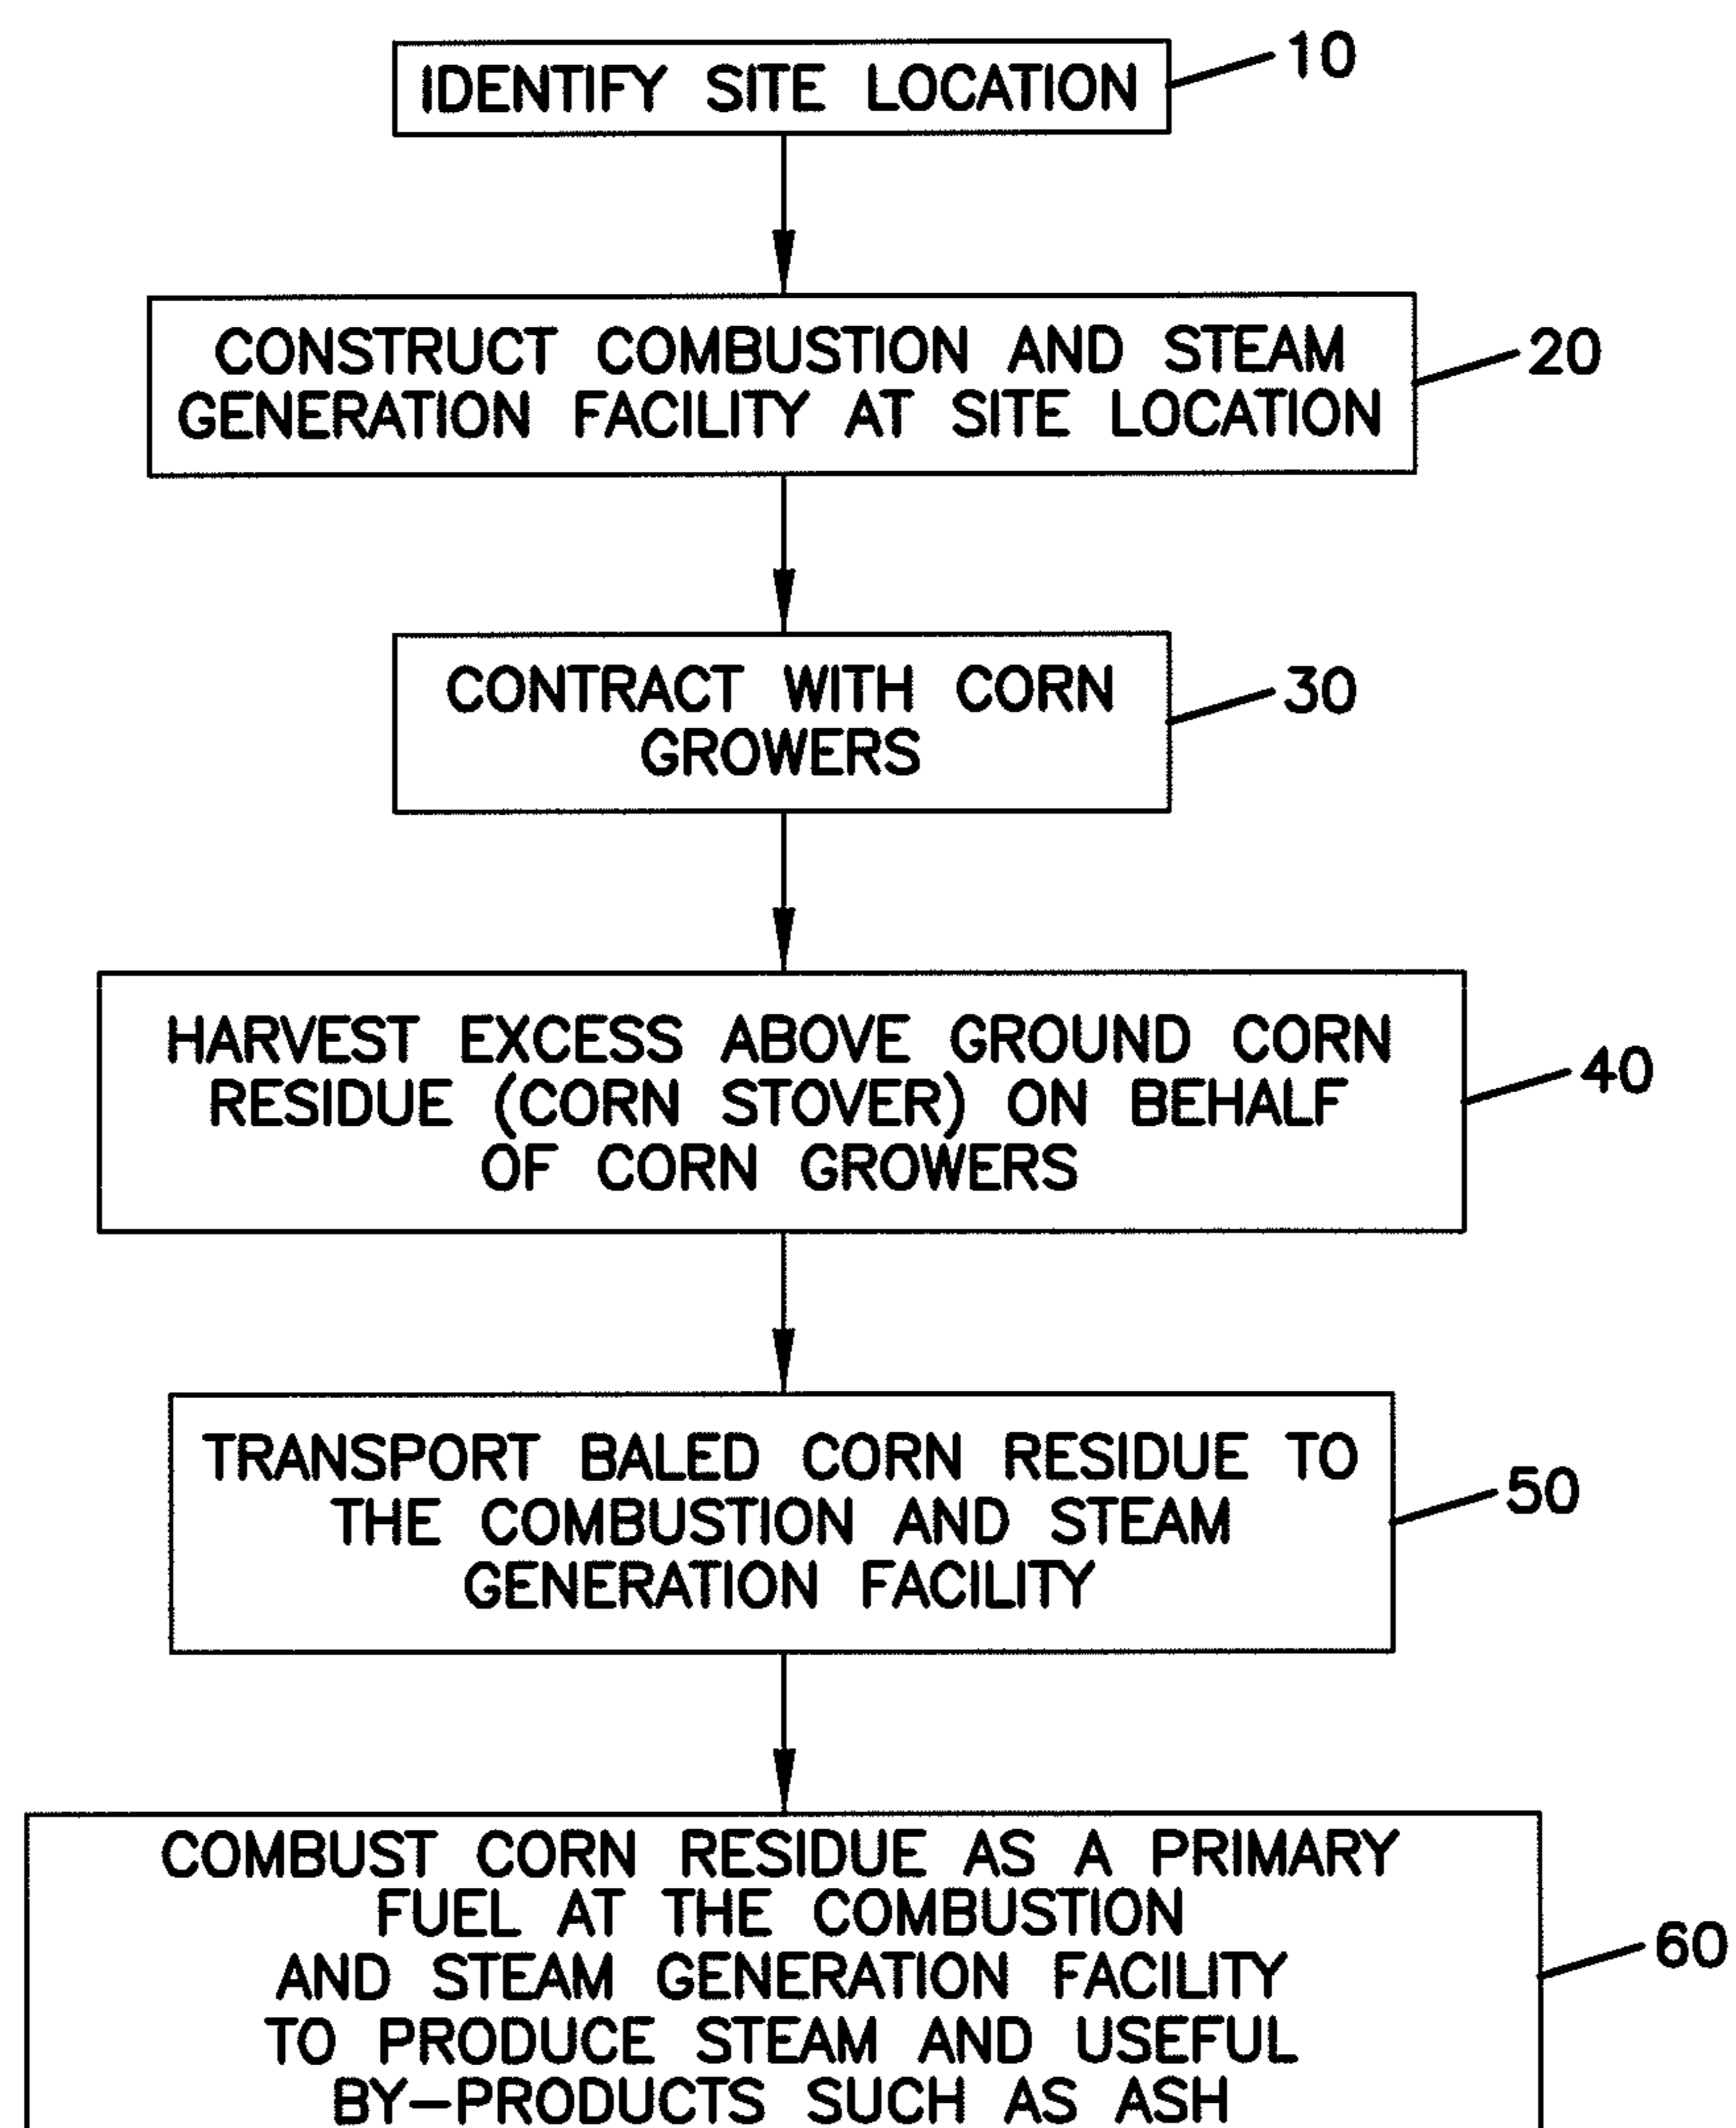 IDENTIFY SITE LOCATION
10
CONSTRUCT COMBUSTION AND STEAM
GENERATION FACILITY AT SITE LOCATION
20
CONTRACT WITH CORN
GROWERS
30
HARVEST EXCESS ABOVE GROUND CORN
RESIDUE (CORN STOVER) ON BEHALF
OF CORN GROWERS
40
TRANSPORT BALED CORN RESIDUE TO
THE COMBUSTION AND STEAM
GENERATION FACILITY
50
COMBUST CORN RESIDUE AS A PRIMARY
FUEL AT THE COMBUSTION
AND STEAM GENERATION FACILITY
TO PRODUCE STEAM AND USEFUL
BY-PRODUCTS SUCH AS ASH
60